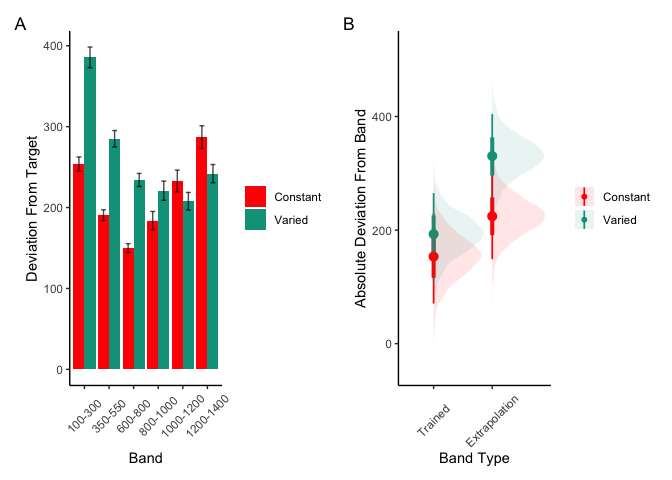 A
Deviation From Target
400
300
200
100
0
100-300
350-550
600-800
800-1000
1000-1200
1200-1400
Band
Constant
Varied
B
Absolute Deviation From Band
400
200
0
Trained
Extrapolation
Band Type
Constant
Varied